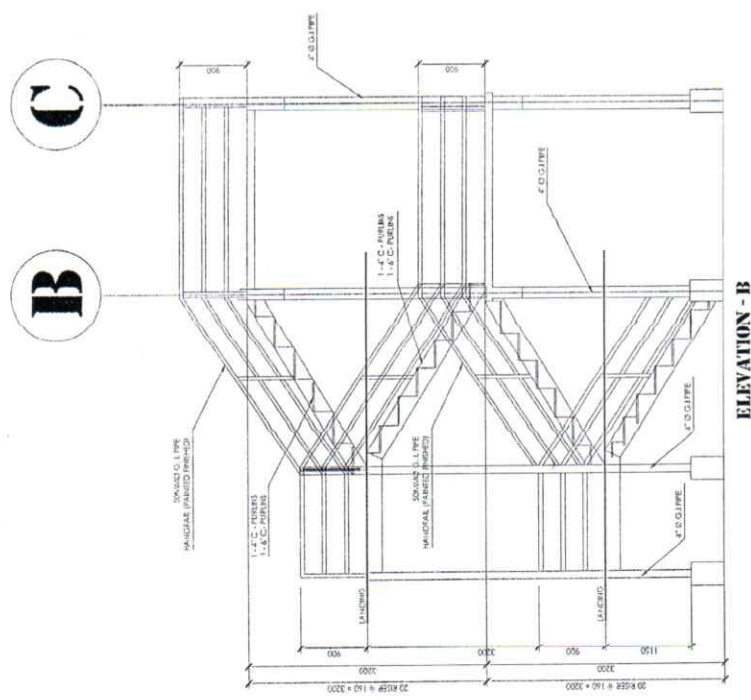 B
C
900
900
4" Ø G.I.PIPE
50MMØ G. I. PIPE
HANDRAIL (PAINTED FINISHED)
1 - 4" C - PURLINS
1 - 6" C- PURLINS
1 - 4" C - PURLINS
1 - 6" C- PURLINS
50MMØ G. I. PIPE
HANDRAIL (PAINTED FINISHED)
4" Ø G.I.PIPE
LANDING
LANDING
4" Ø G.I.PIPE
4" Ø G.I.PIPE
900
3200
900
1150
3200
3200
20 RISER @ 160 = 3200
20 RISER @ 160 = 3200
ELEVATION - B